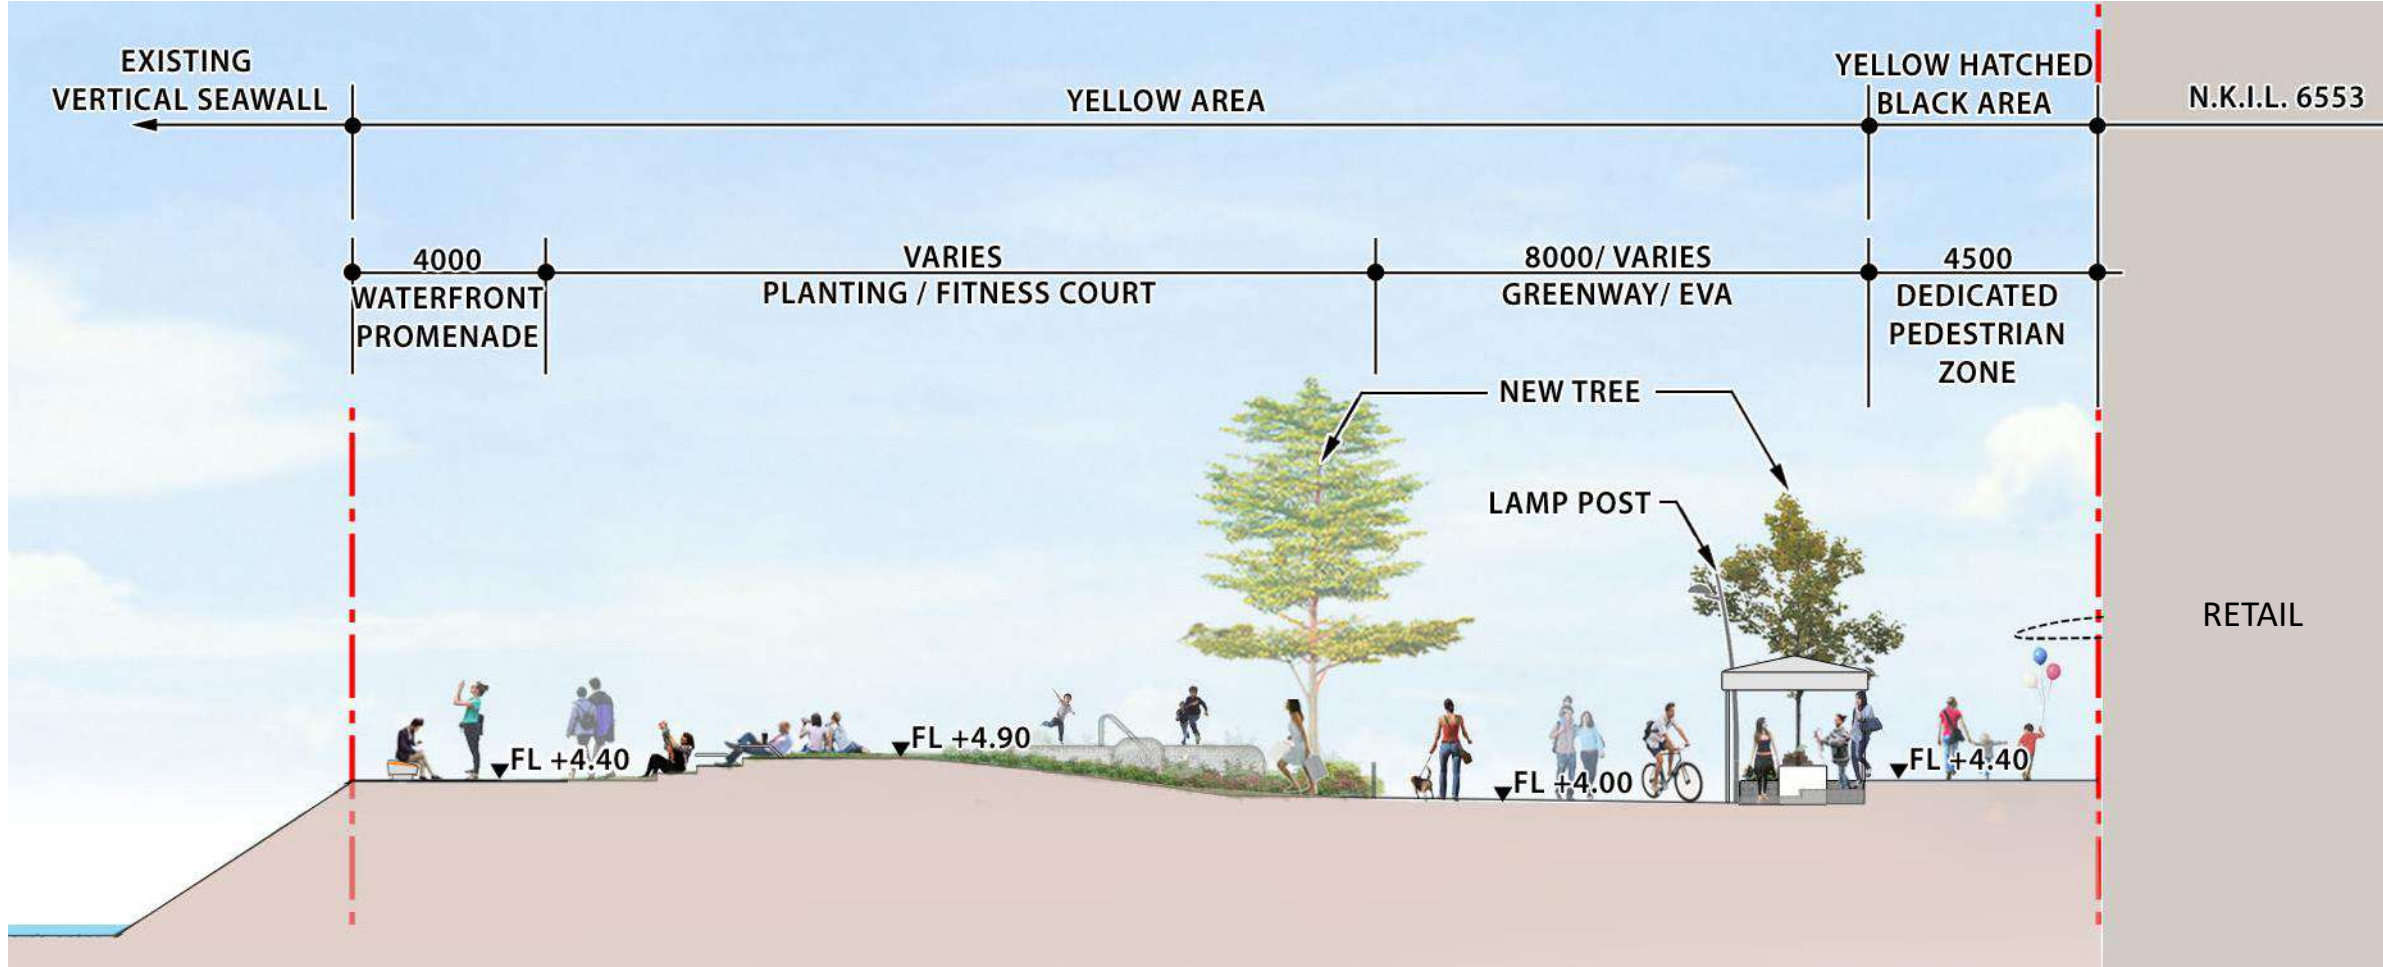 EXISTING
VERTICAL SEAWALL
YELLOW AREA
YELLOW HATCHED
BLACK AREA
N.K.I.L. 6553
4000
WATERFRONT
PROMENADE
VARIES
PLANTING / FITNESS COURT
8000/ VARIES
GREENWAY/ EVA
4500
DEDICATED
PEDESTRIAN
ZONE
NEW TREE
LAMP POST
RETAIL
FL +4.40
FL +4.90
FL +4.00
FL +4.40